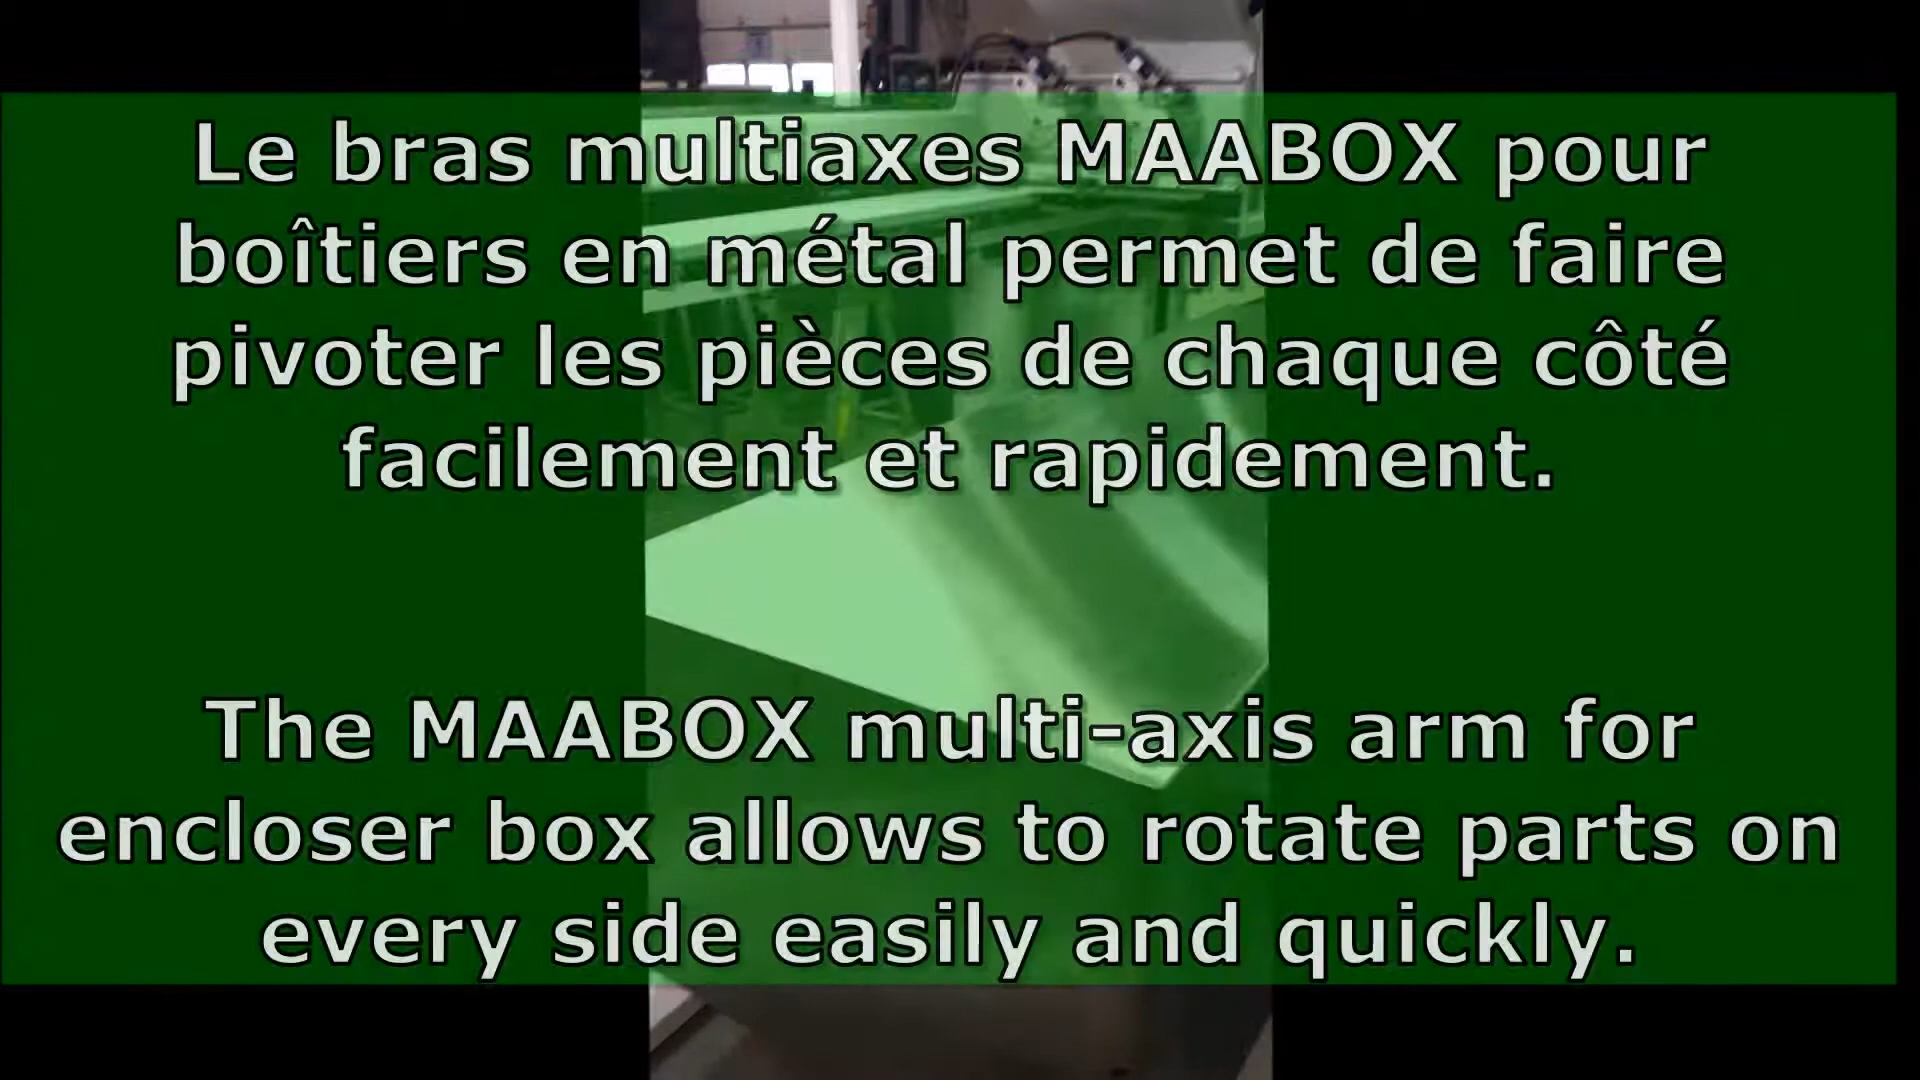 Le bras multiaxes MAABOX pour
boîtiers en métal permet de faire
pivoter les pièces de chaque côté
facilement et rapidement.
The MAABOX multi-axis arm for
encloser box allows to rotate parts on
every side easily and quickly.